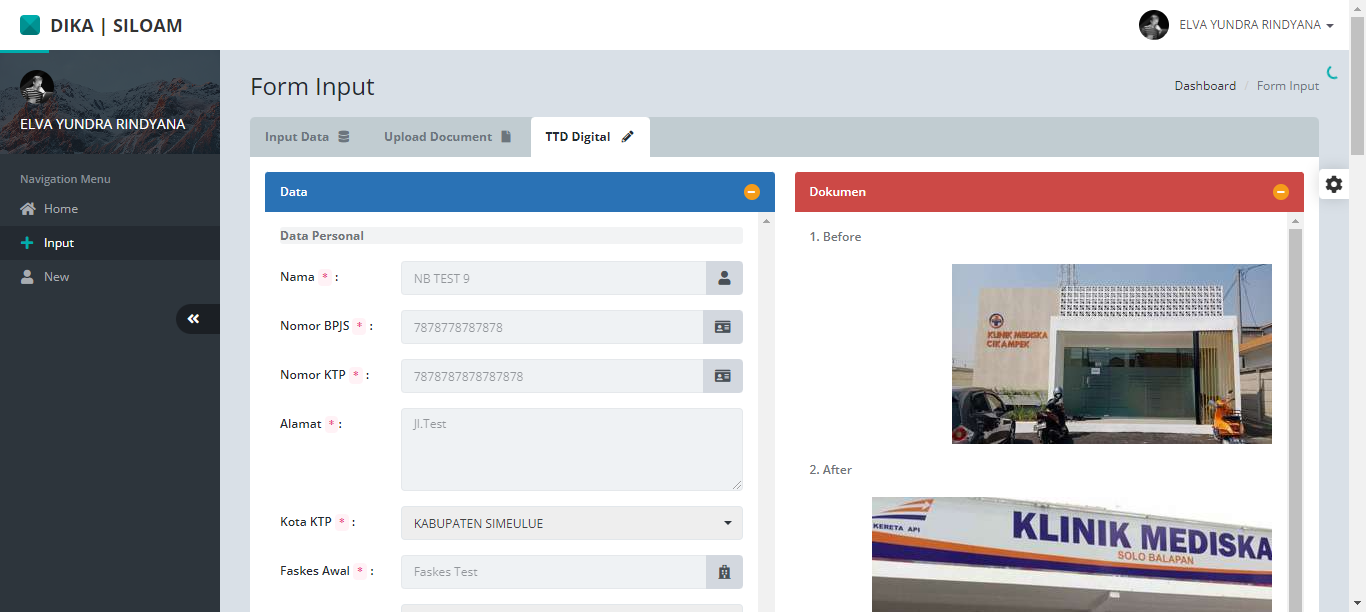 DIKA | SILOAM
ELVA YUNDRA RINDYANA
ELVA YUNDRA RINDYANA
Navigation Menu
Home
Input
New
Form Input
Dashboard / Form Input
Input Data
Upload Document
TTD Digital
Data
Data Personal
Nama * :
NB TEST 9
Nomor BPJS * :
7878778787878
Nomor KTP * :
7878787878787878
Alamat * :
Jl.Test
Kota KTP * :
KABUPATEN SIMEULUE
Faskes Awal * :
Faskes Test
Dokumen
1. Before
KLINIK MEDISKA
CIKAMPEK
2. After
KERETA API
KLINIK MEDISKA
SOLO BALAPAN